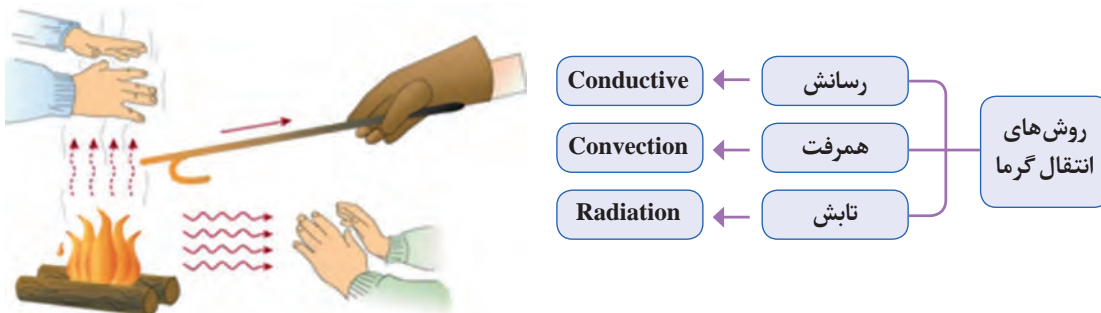 روش‌های
انتقال گرما
رسانش
Conductive
همرفت
Convection
تابش
Radiation